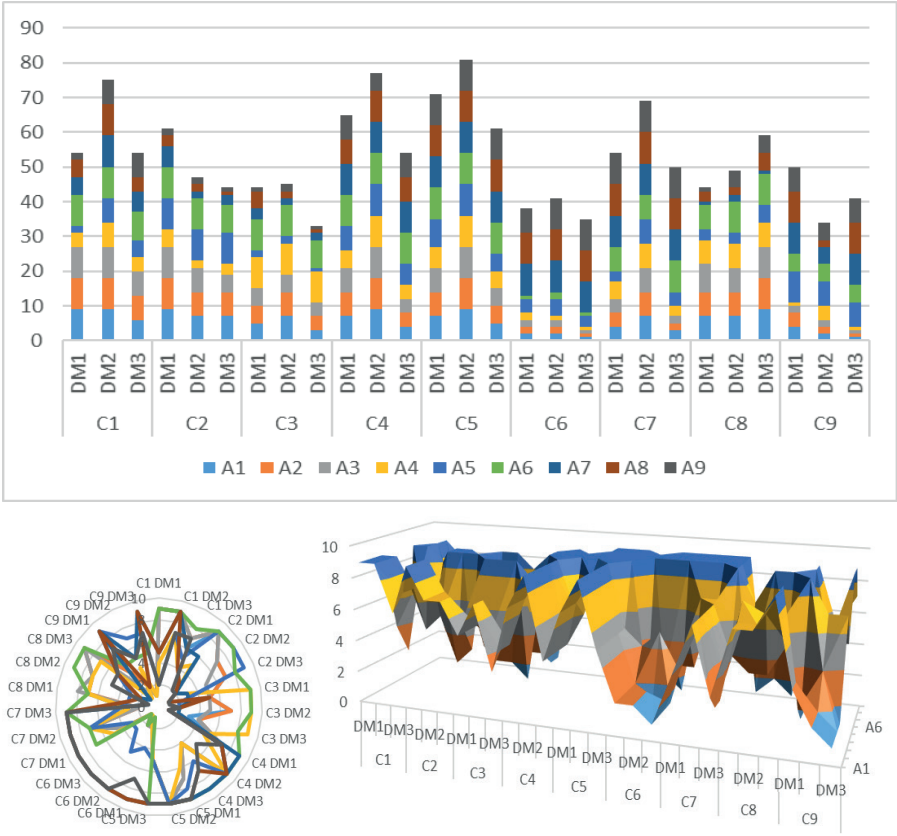 90
80
70
60
50
40
30
20
10
0
DM1 DM2 DM3 DM1 DM2 DM3 DM1 DM2 DM3 DM1 DM2 DM3 DM1 DM2 DM3 DM1 DM2 DM3 DM1 DM2 DM3 DM1 DM2 DM3 DM1 DM2 DM3
C1 C2 C3 C4 C5 C6 C7 C8 C9
A1 A2 A3 A4 A5 A6 A7 A8 A9
C1 DM1
C1 DM2
C1 DM3
C2 DM1
C2 DM2
C2 DM3
C3 DM1
C3 DM2
C3 DM3
C4 DM1
C4 DM2
C4 DM3
C5 DM1
C5 DM2
C5 DM3
C6 DM1
C6 DM2
C6 DM3
C7 DM1
C7 DM2
C7 DM3
C8 DM1
C8 DM2
C8 DM3
C9 DM1
C9 DM2
C9 DM3
10
10
8
6
4
2
0
DM1 DM3 DM2 DM1 DM3 DM2 DM1 DM3 DM2 DM1 DM3 DM2 DM1 DM3
C1 C2 C3 C4 C5 C6 C7 C8 C9
A6
A1